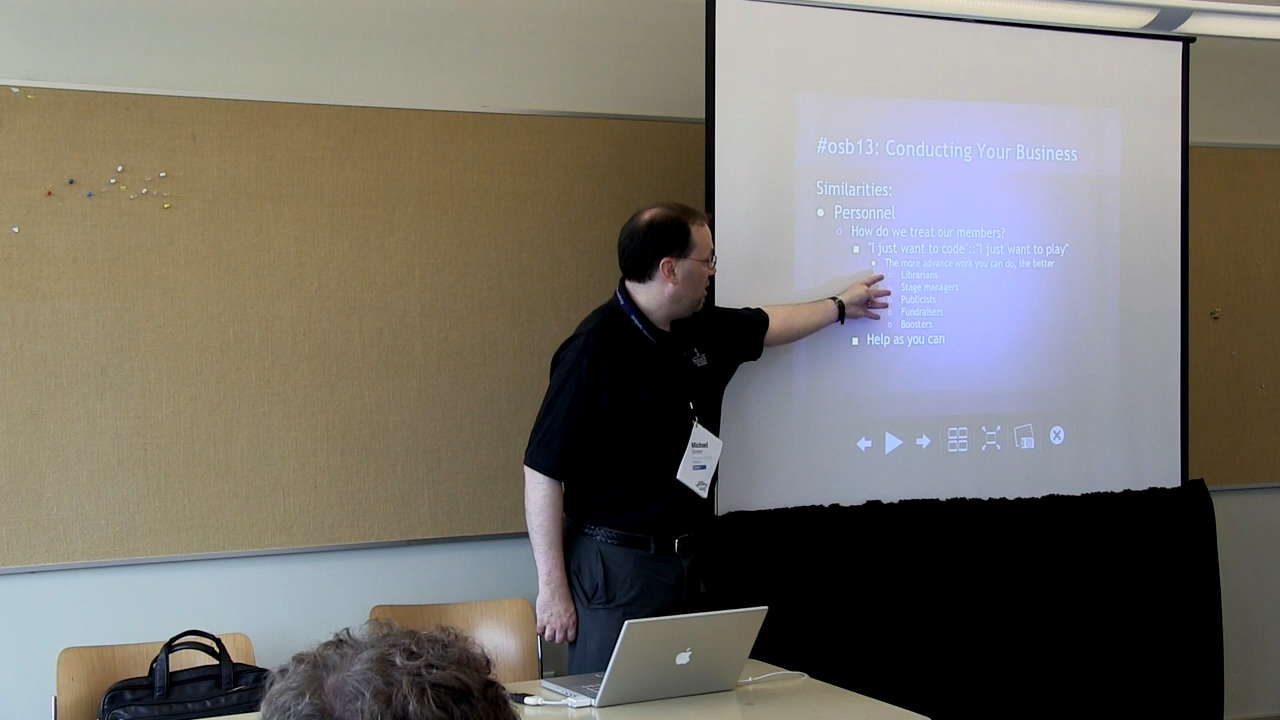 #osb13: Conducting Your Business
Similarities:
Personnel
How do we treat our members?
"I just want to code"::"I just want to play"
The more advance work you can do, the better
Librarians
Stage managers
Publicists
Fundraisers
Boosters
Help as you can
Michael